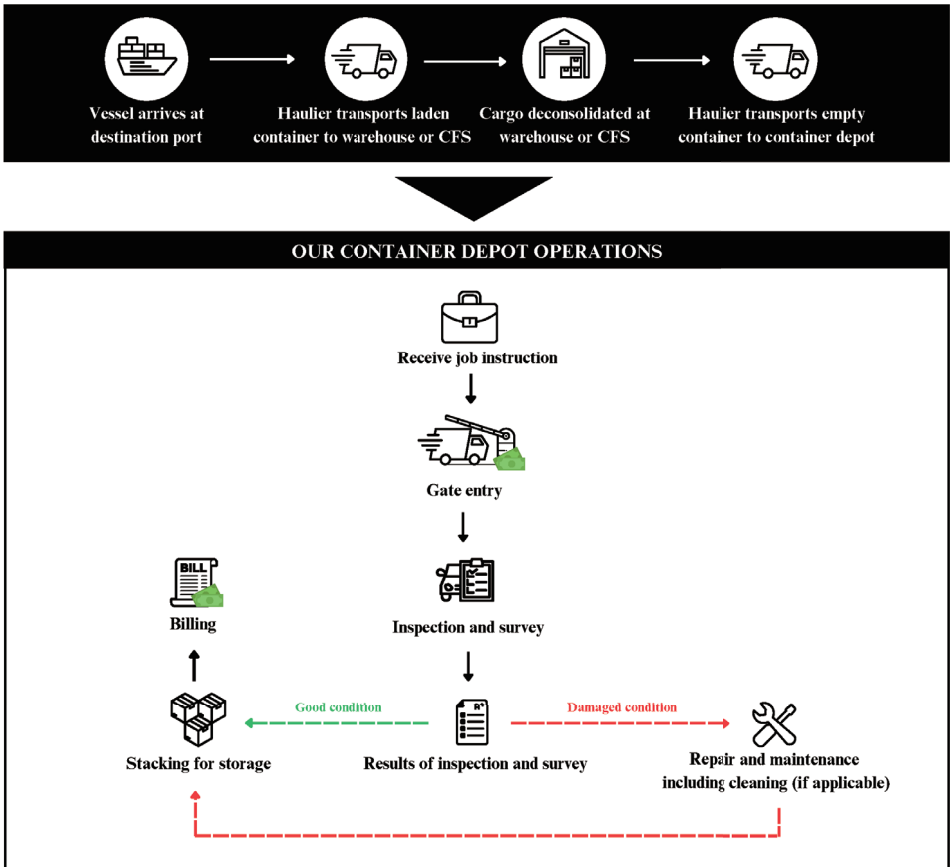 Vessel arrives at
destination port
Haulier transports laden
container to warehouse or CFS
Cargo deconsolidated at
warehouse or CFS
Haulier transports empty
container to container depot
OUR CONTAINER DEPOT OPERATIONS
Receive job instruction
Gate entry
BILL
Billing
Inspection and survey
Good condition
A+
Damaged condition
Stacking for storage
Results of inspection and survey
Repair and maintenance
including cleaning (if applicable)